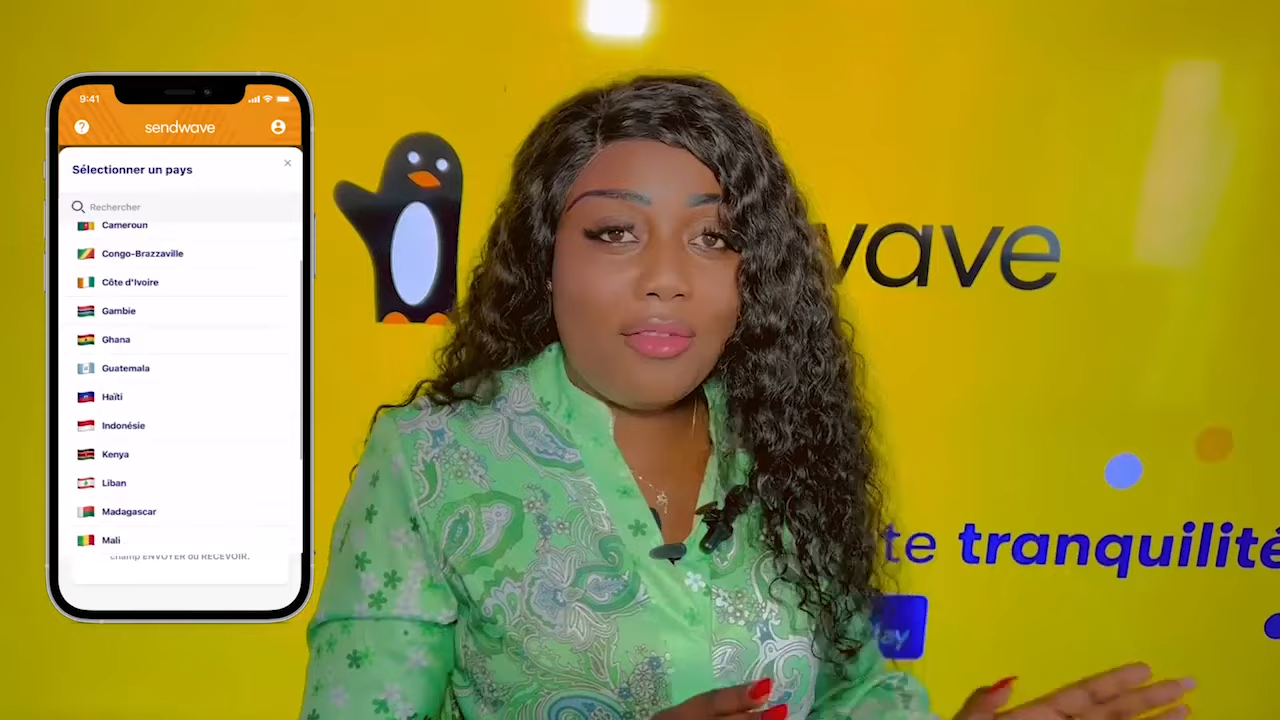 9:41
sendwave
Sélectionner un pays
Rechercher
Cameroun
Congo-Brazzaville
Côte d'Ivoire
Gambie
Ghana
Guatemala
Haïti
Indonésie
Kenya
Liban
Madagascar
Mali
champ ENVOYER ou RECEVOIR.
wave
te tranquilité
ay